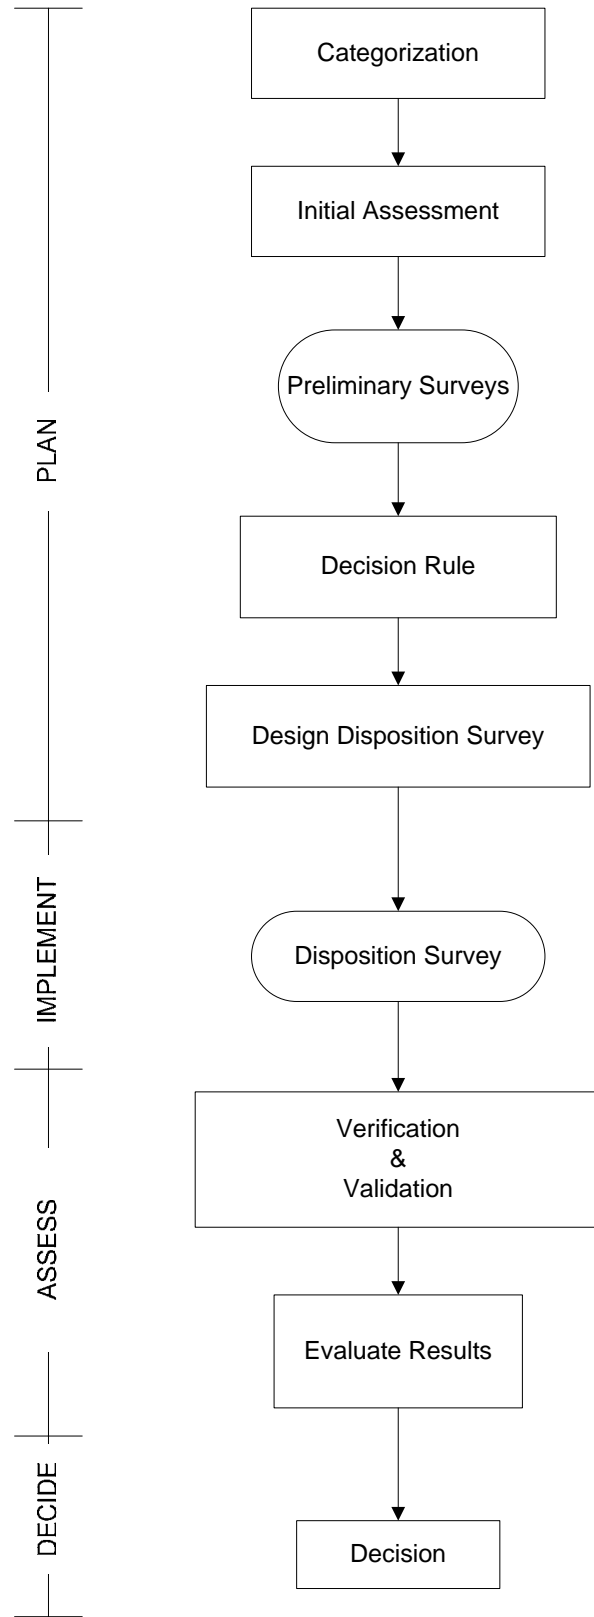 Categorization
Initial Assessment
Preliminary Surveys
PLAN
Decision Rule
Design Disposition Survey
IMPLEMENT
Disposition Survey
Verification
&
Validation
ASSESS
Evaluate Results
DECIDE
Decision